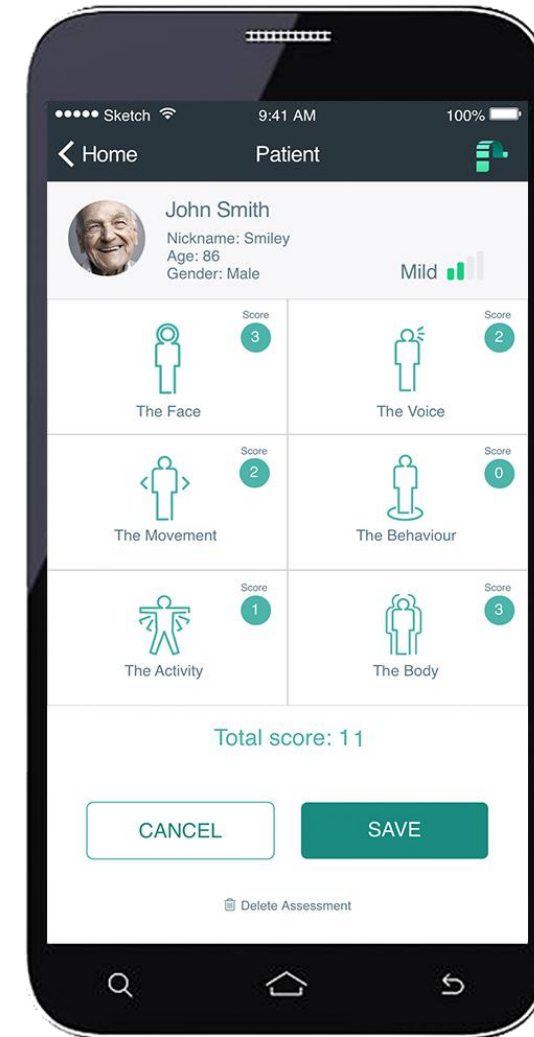 ●●●●● Sketch 9:41 AM 100%
Home Patient
John Smith
Nickname: Smiley
Age: 86
Gender: Male
Mild
Score
3
The Face
Score
2
The Voice
Score
2
The Movement
Score
0
The Behaviour
Score
1
The Activity
Score
3
The Body
Total score: 11
CANCEL SAVE
Delete Assessment